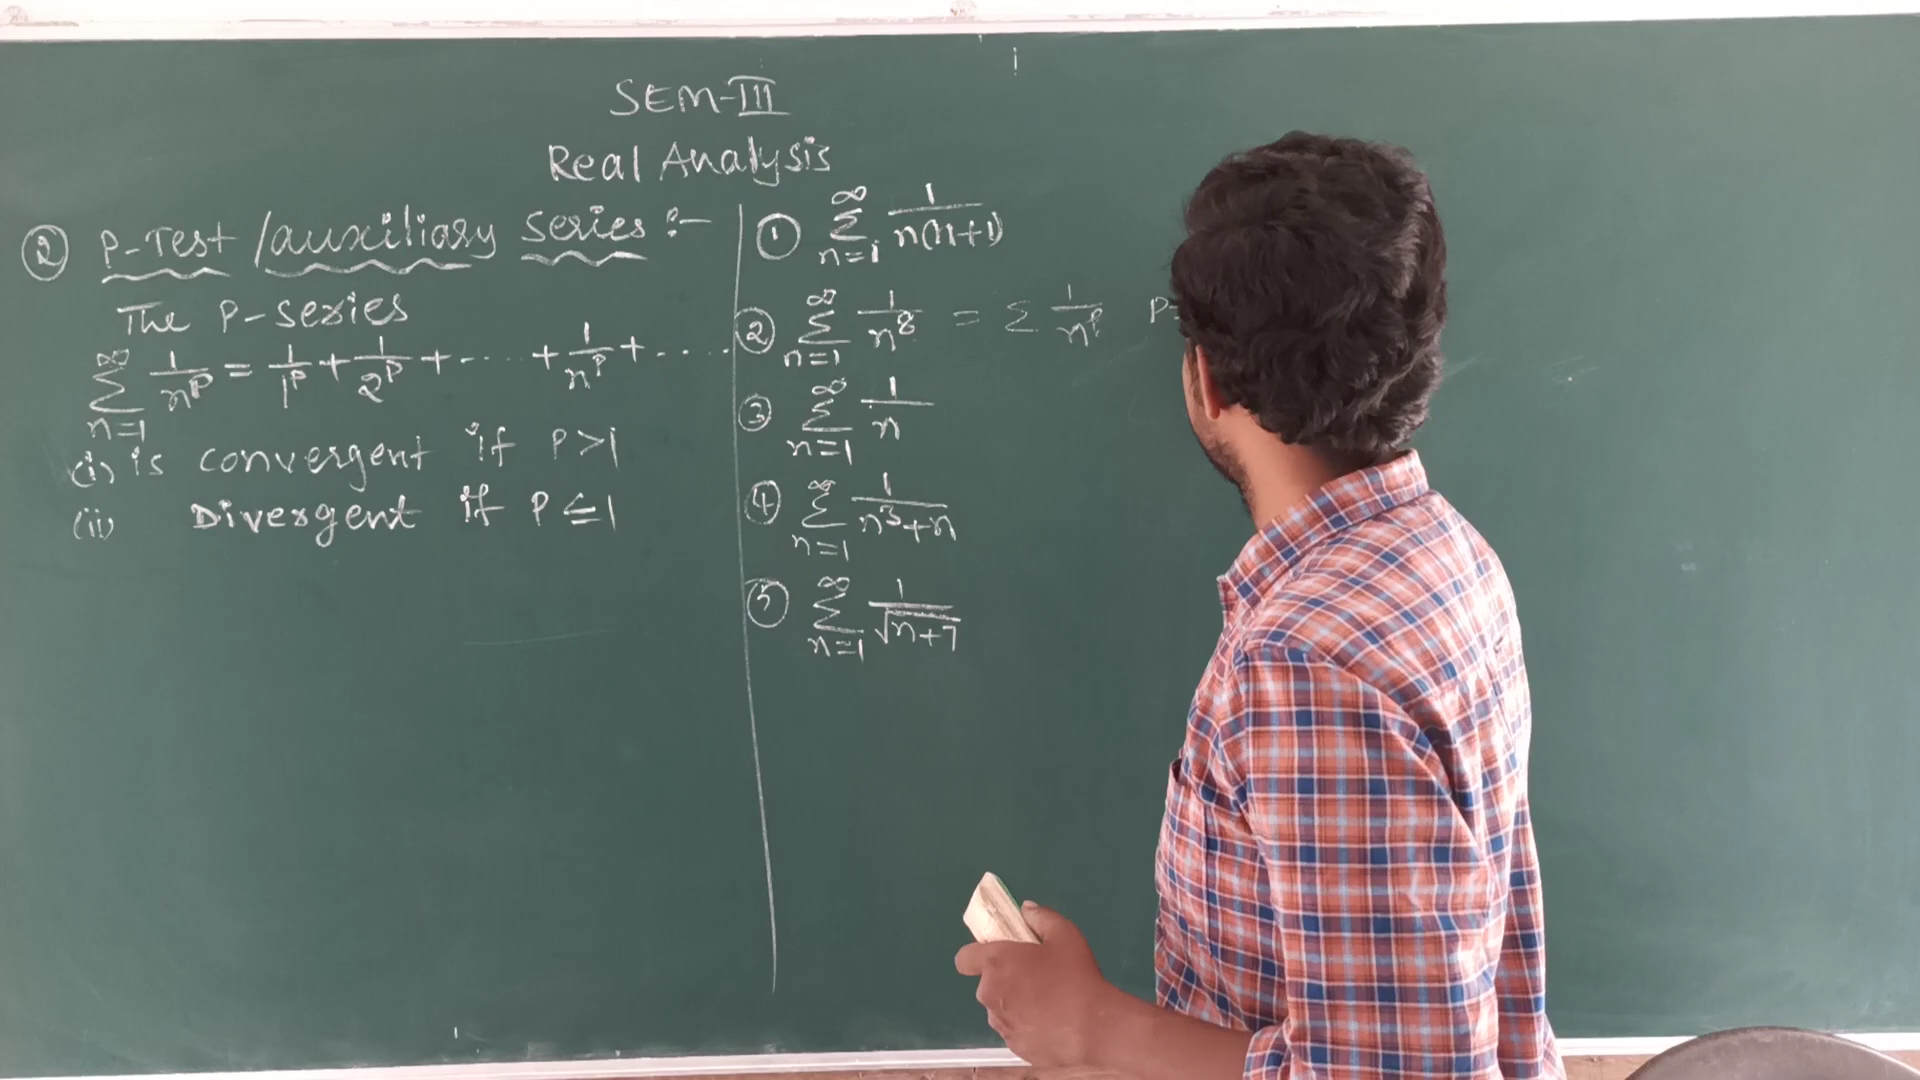 SEM-III
Real Analysis
② P-Test /auxiliary series :-
The P-series
∞∑n=1 1/n^p = 1/1^p + 1/2^p + ..... + 1/n^p + .....
(i) is convergent if P>1
(ii) Divergent if P≤1
① ∞∑n=1 1/n(n+1)
② ∞∑n=1 1/n^8 = ∑ 1/n^p P=
③ ∞∑n=1 1/n
④ ∞∑n=1 1/n^3+n
⑤ ∞∑n=1 1/√n+7